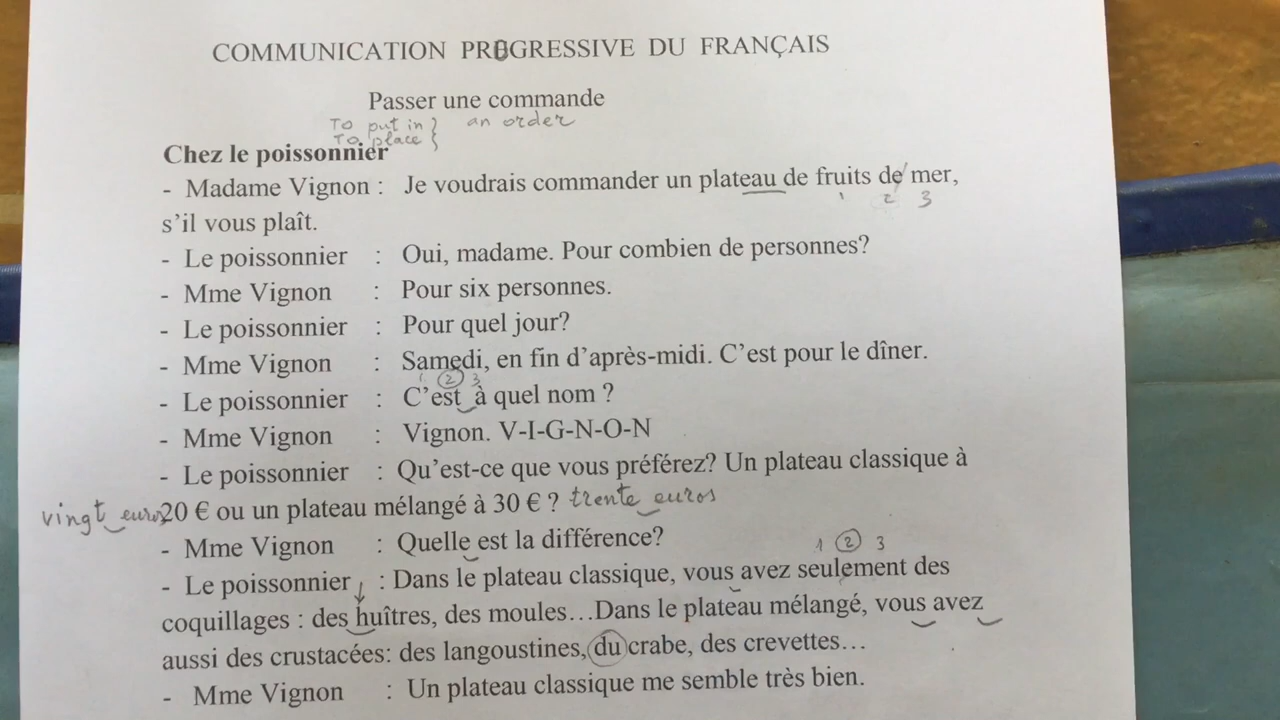 COMMUNICATION PROGRESSIVE DU FRANÇAIS
Passer une commande
To put in } an order
To place }
Chez le poissonnier
- Madame Vignon : Je voudrais commander un plateau de fruits de mer,
1 2 3
s'il vous plaît.
- Le poissonnier : Oui, madame. Pour combien de personnes?
- Mme Vignon : Pour six personnes.
- Le poissonnier : Pour quel jour?
- Mme Vignon : Samedi, en fin d'après-midi. C'est pour le dîner.
1 2 3
- Le poissonnier : C'est à quel nom ?
- Mme Vignon : Vignon. V-I-G-N-O-N
- Le poissonnier : Qu'est-ce que vous préférez? Un plateau classique à
vingt euros 20 € ou un plateau mélangé à 30 € ? trente euros
- Mme Vignon : Quelle est la différence?
1 2 3
- Le poissonnier : Dans le plateau classique, vous avez seulement des
coquillages : des huîtres, des moules…Dans le plateau mélangé, vous avez
aussi des crustacées: des langoustines, du crabe, des crevettes…
- Mme Vignon : Un plateau classique me semble très bien.